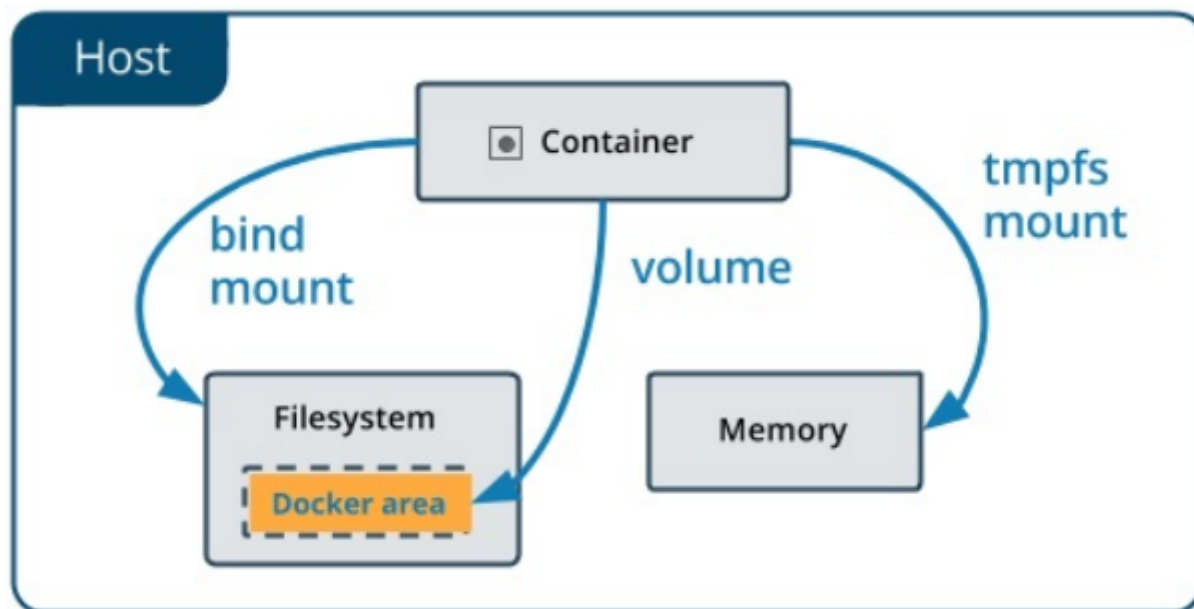 Host
Container
tmpfs
mount
bind
mount
volume
Filesystem
Memory
Docker area